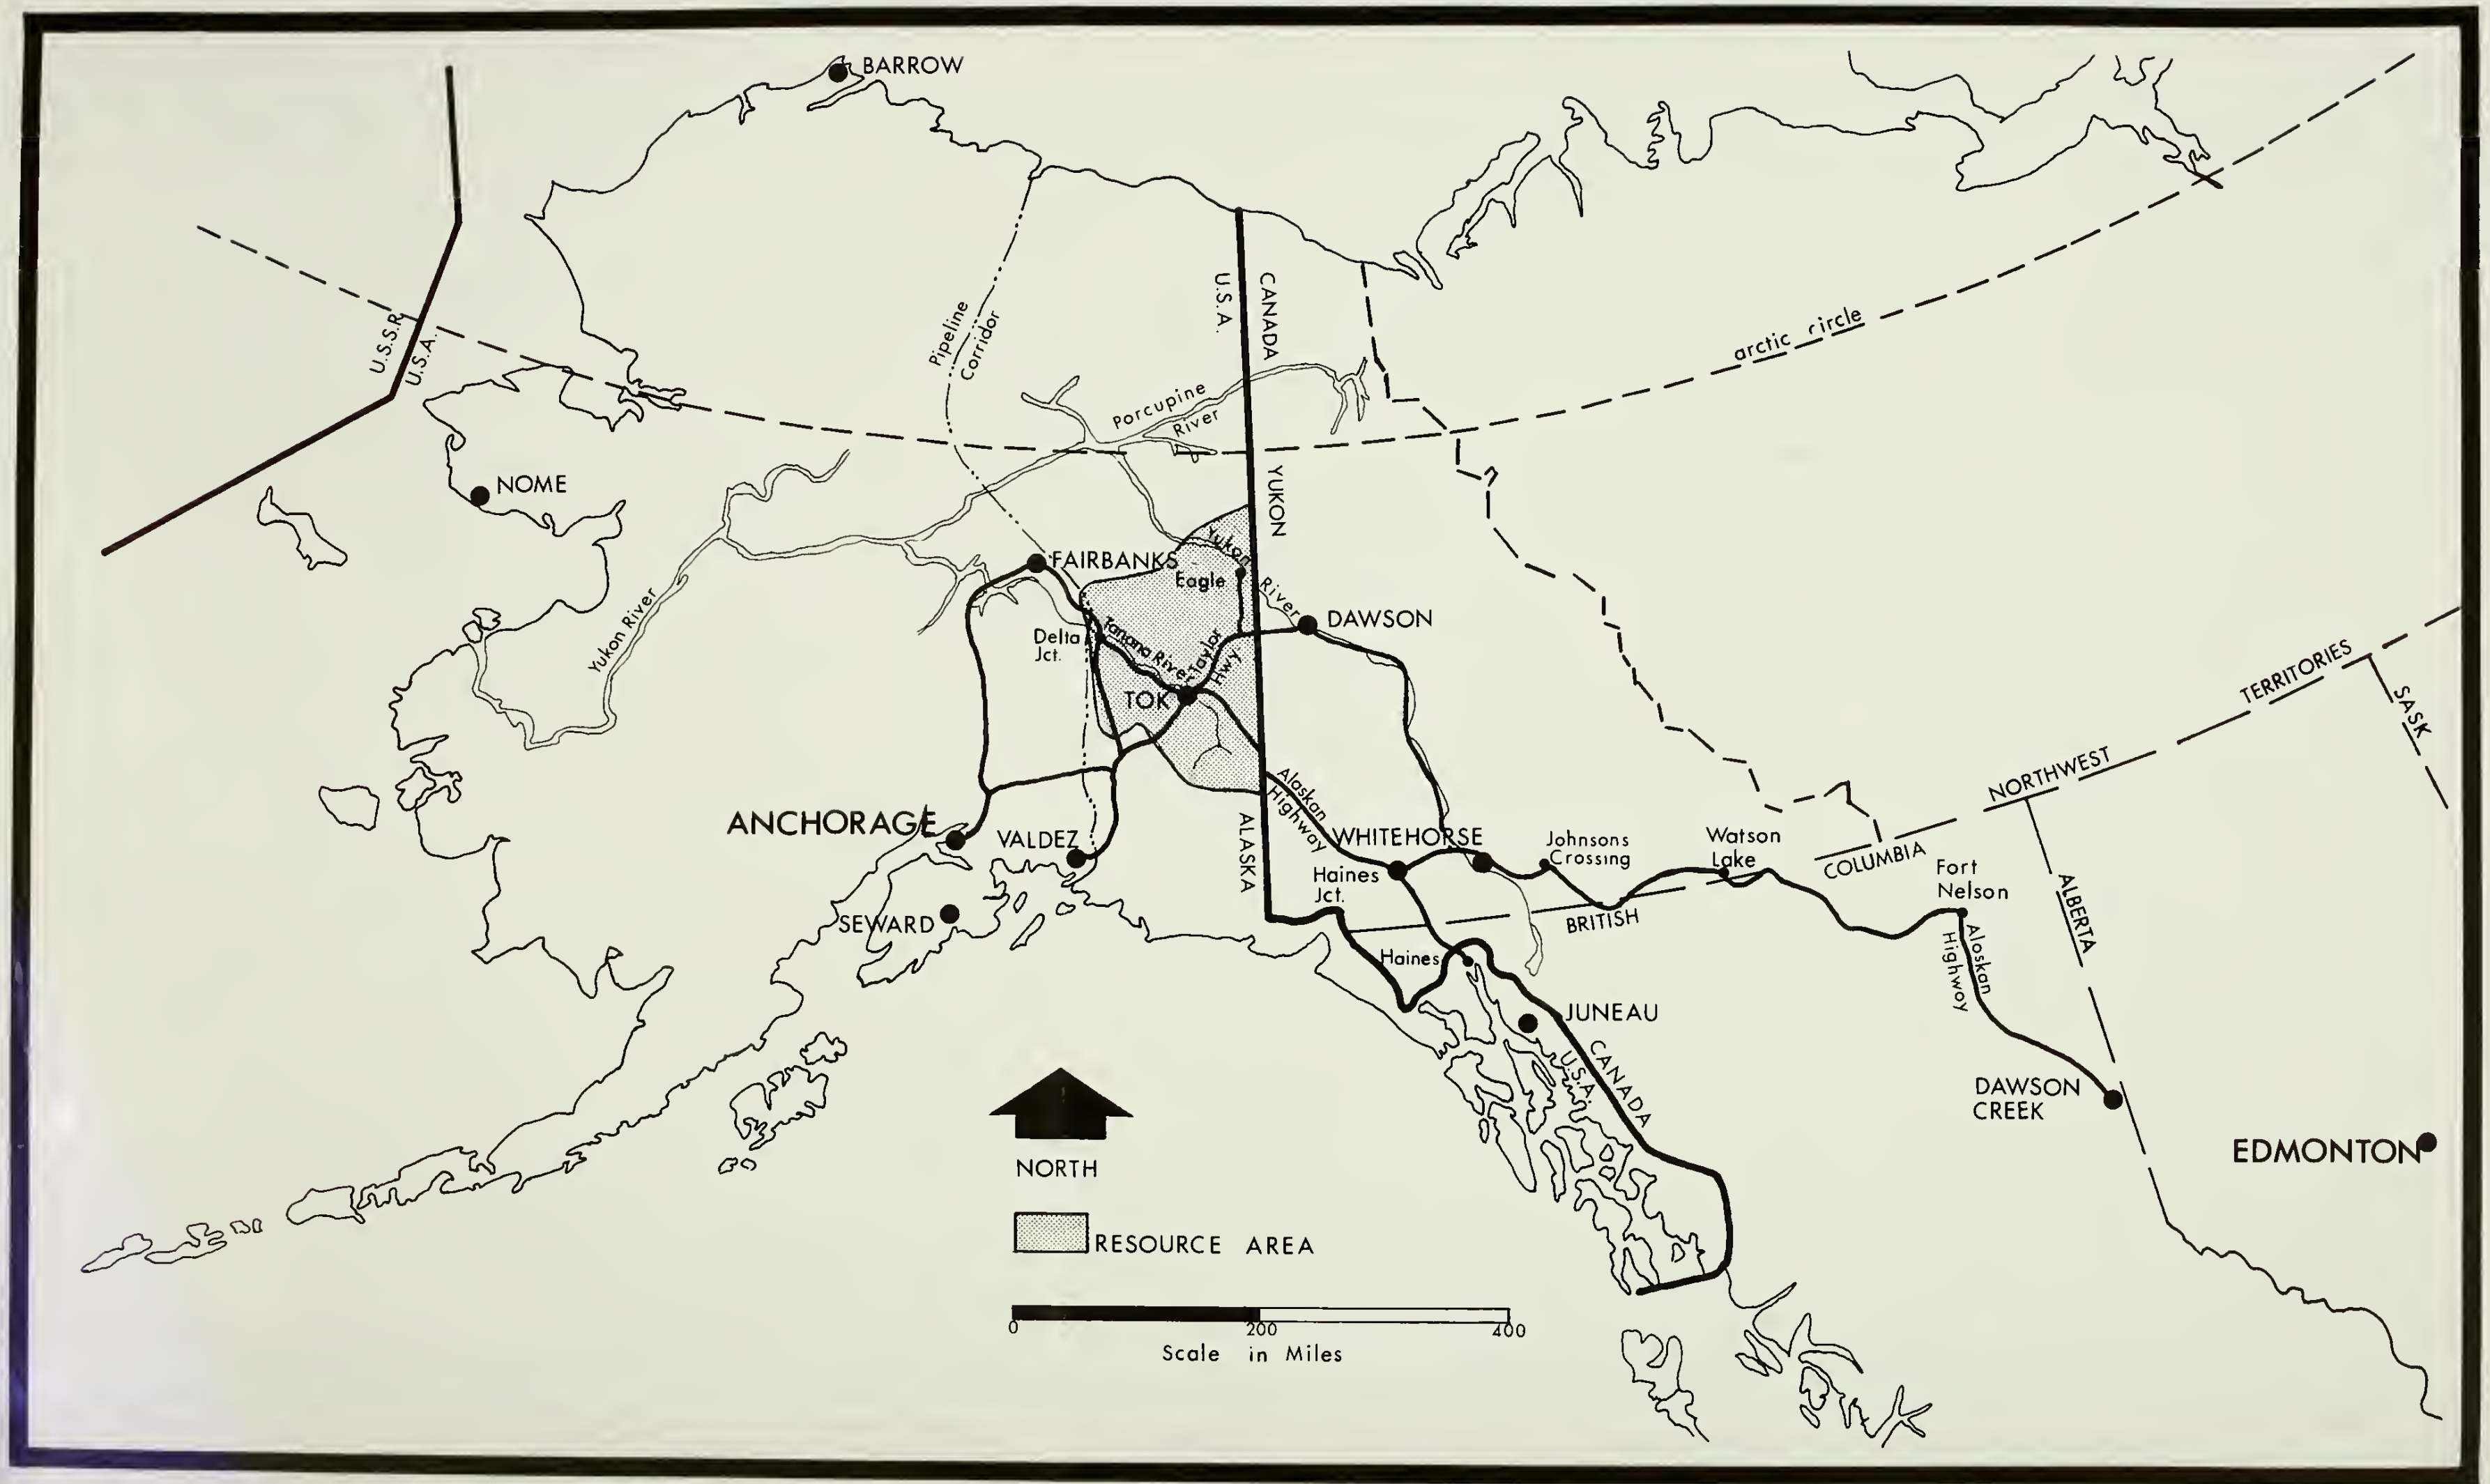 BARROW
U.S.S.R.
U.S.A.
Pipeline
Corridor
U.S.A.
CANADA
arctic circle
Porcupine
River
NOME
YUKON
Yukon
River
FAIRBANKS
Eagle
DAWSON
Yukon River
Delta
Jct.
Tanana River
Taylor
Hwy
TOK
TERRITORIES
SASK
NORTHWEST
Alaskan
Highway
ANCHORAGE
VALDEZ
ALASKA
WHITEHORSE
Johnsons
Crossing
Watson
Lake
COLUMBIA
Haines
Jct.
Fort
Nelson
ALBERTA
SEWARD
BRITISH
Haines
Alaskan
Highway
JUNEAU
CANADA
U.S.A.
DAWSON
CREEK
EDMONTON
NORTH
RESOURCE AREA
0 200 400
Scale in Miles